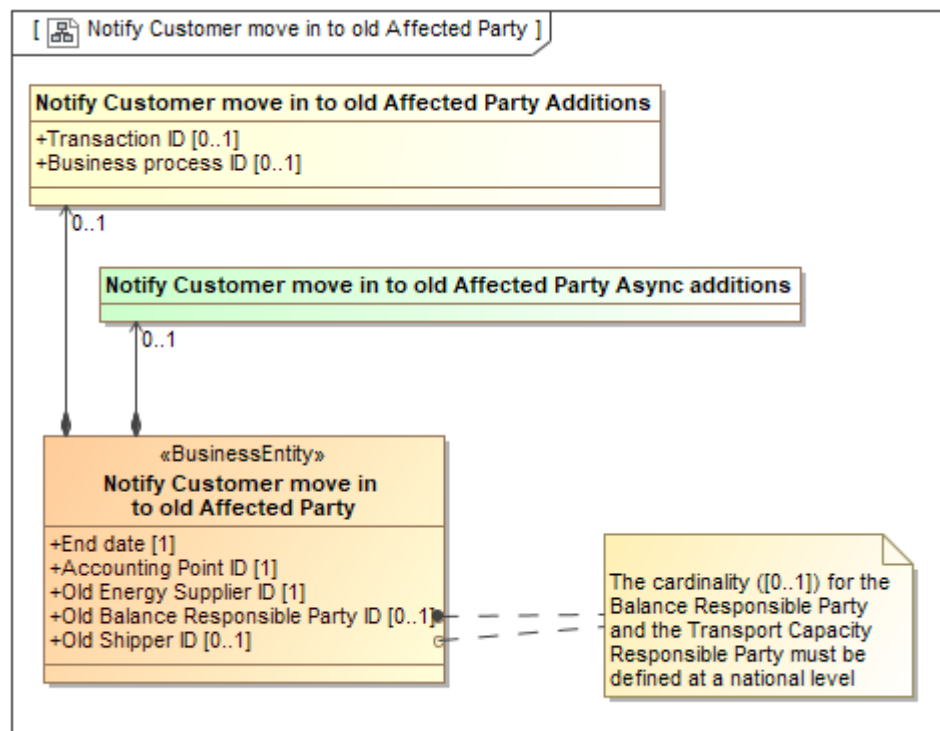 [ Notify Customer move in to old Affected Party ]
Notify Customer move in to old Affected Party Additions
+Transaction ID [0..1]
+Business process ID [0..1]
0..1
Notify Customer move in to old Affected Party Async additions
0..1
«BusinessEntity»
Notify Customer move in
to old Affected Party
+End date [1]
+Accounting Point ID [1]
+Old Energy Supplier ID [1]
+Old Balance Responsible Party ID [0..1]
+Old Shipper ID [0..1]
The cardinality ([0..1]) for the
Balance Responsible Party
and the Transport Capacity
Responsible Party must be
defined at a national level